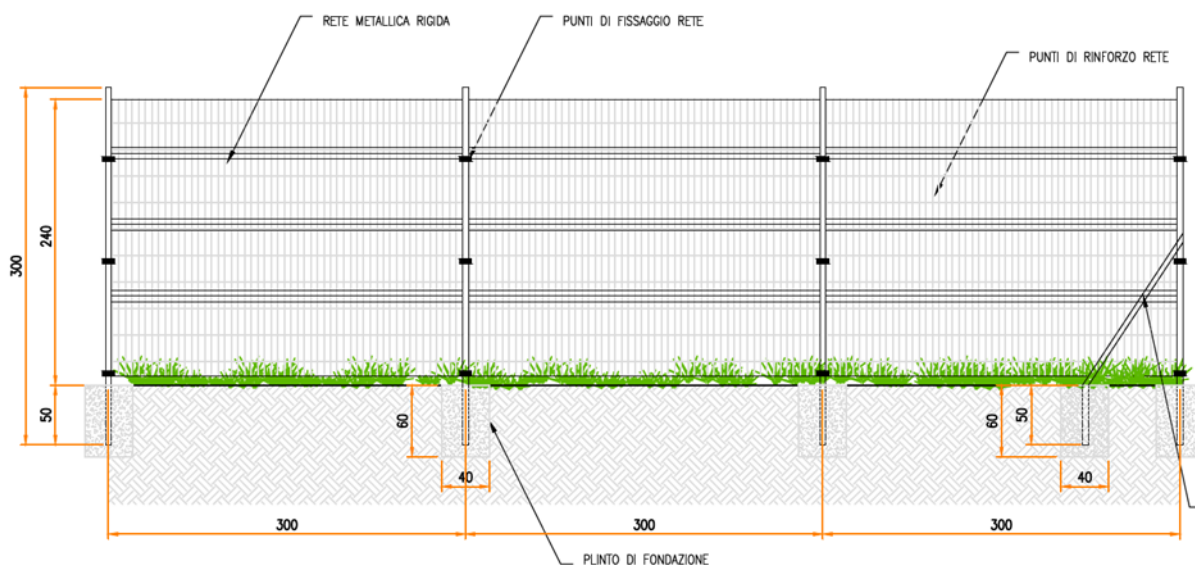 RETE METALLICA RIGIDA
PUNTI DI FISSAGGIO RETE
PUNTI DI RINFORZO RETE
300
240
50
60
40
60
50
40
300
300
300
PLINTO DI FONDAZIONE